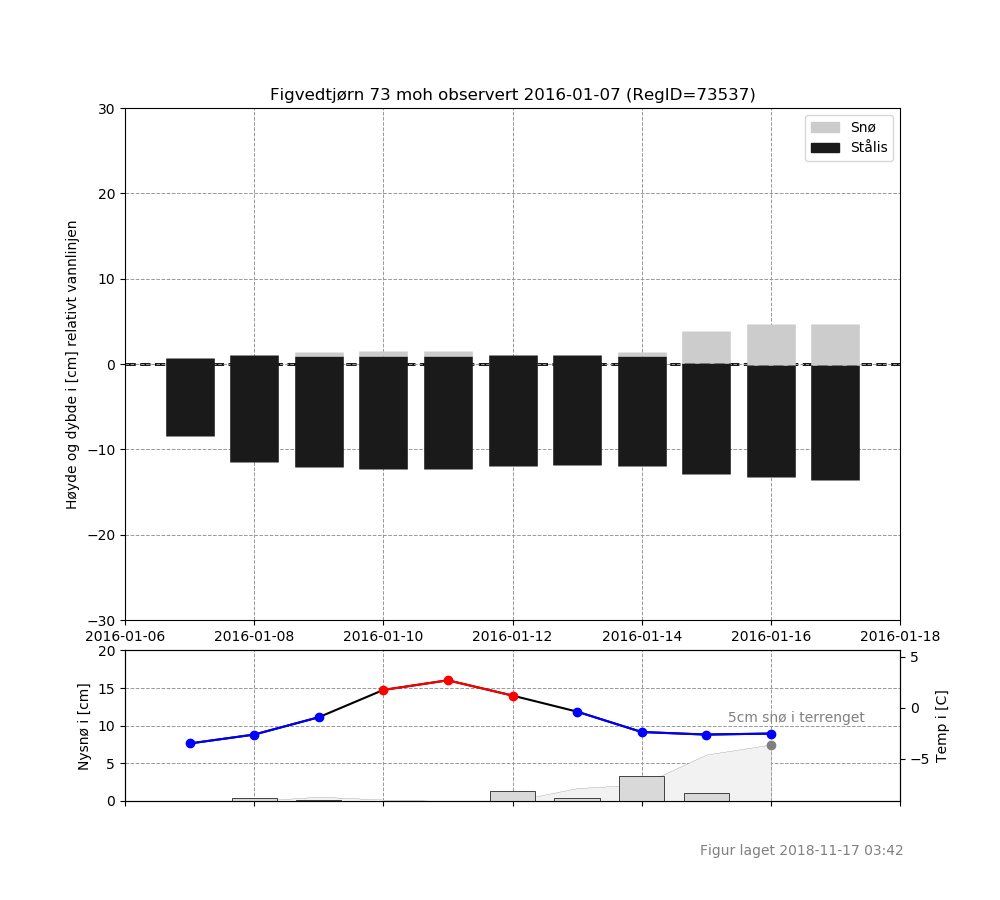 Figvedtjørn 73 moh observert 2016-01-07 (RegID=73537)
Snø
Stålis
Høyde og dybde i [cm] relativt vannlinjen
30
20
10
0
−10
−20
−30
2016-01-06 2016-01-08 2016-01-10 2016-01-12 2016-01-14 2016-01-16 2016-01-18
Nysnø i [cm]
20
15
10
5
0
5cm snø i terrenget
5
0
−5
Temp i [C]
Figur laget 2018-11-17 03:42